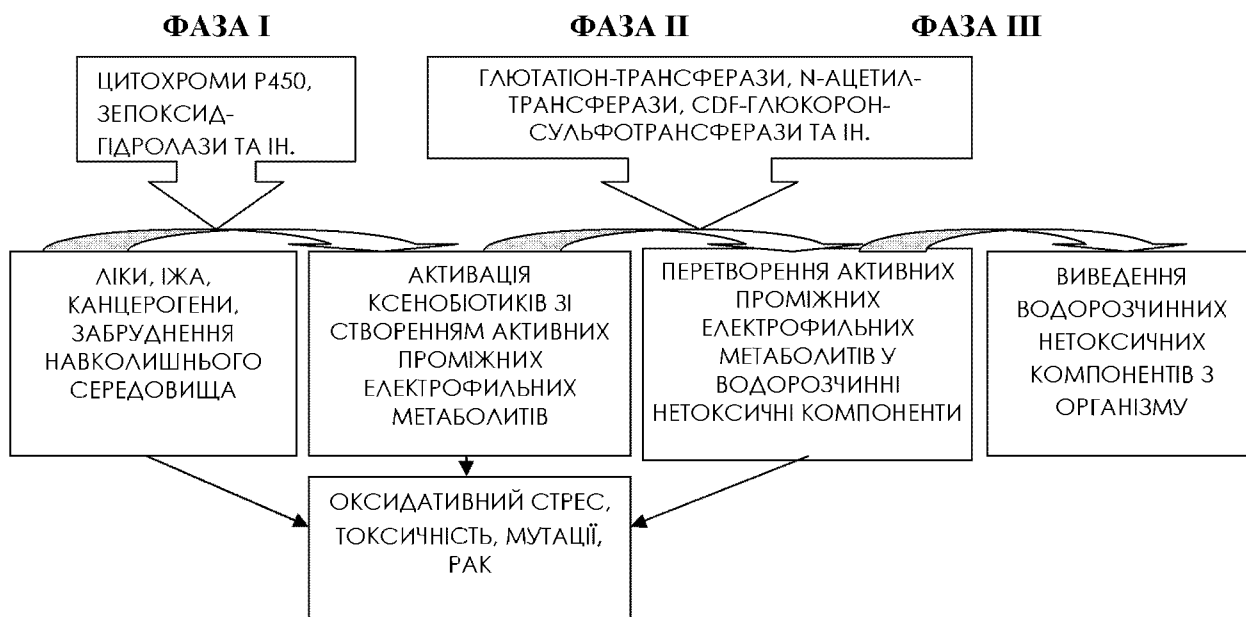 ФАЗА I
ФАЗА II
ФАЗА III
ЦИТОХРОМИ Р450,
ЗЕПОКСИД-
ГІДРОЛАЗИ ТА ІН.
ГЛЮТАТІОН-ТРАНСФЕРАЗИ, N-АЦЕТИЛ-
ТРАНСФЕРАЗИ, CDF-ГЛЮКОРОН-
СУЛЬФОТРАНСФЕРАЗИ ТА ІН.
ЛІКИ, ЇЖА,
КАНЦЕРОГЕНИ,
ЗАБРУДНЕННЯ
НАВКОЛИШНЬОГО
СЕРЕДОВИЩА
АКТИВАЦІЯ
КСЕНОБІОТИКІВ ЗІ
СТВОРЕННЯМ АКТИВНИХ
ПРОМІЖНИХ
ЕЛЕКТРОФИЛЬНИХ
МЕТАБОЛИТІВ
ПЕРЕТВОРЕННЯ АКТИВНИХ
ПРОМІЖНИХ
ЕЛЕКТРОФИЛЬНИХ
МЕТАБОЛИТІВ У
ВОДОРОЗЧИННІ
НЕТОКСИЧНІ КОМПОНЕНТИ
ВИВЕДЕННЯ
ВОДОРОЗЧИННИХ
НЕТОКСИЧНИХ
КОМПОНЕНТІВ З
ОРГАНІЗМУ
ОКСИДАТИВНИЙ СТРЕС,
ТОКСИЧНІСТЬ, МУТАЦІЇ,
РАК